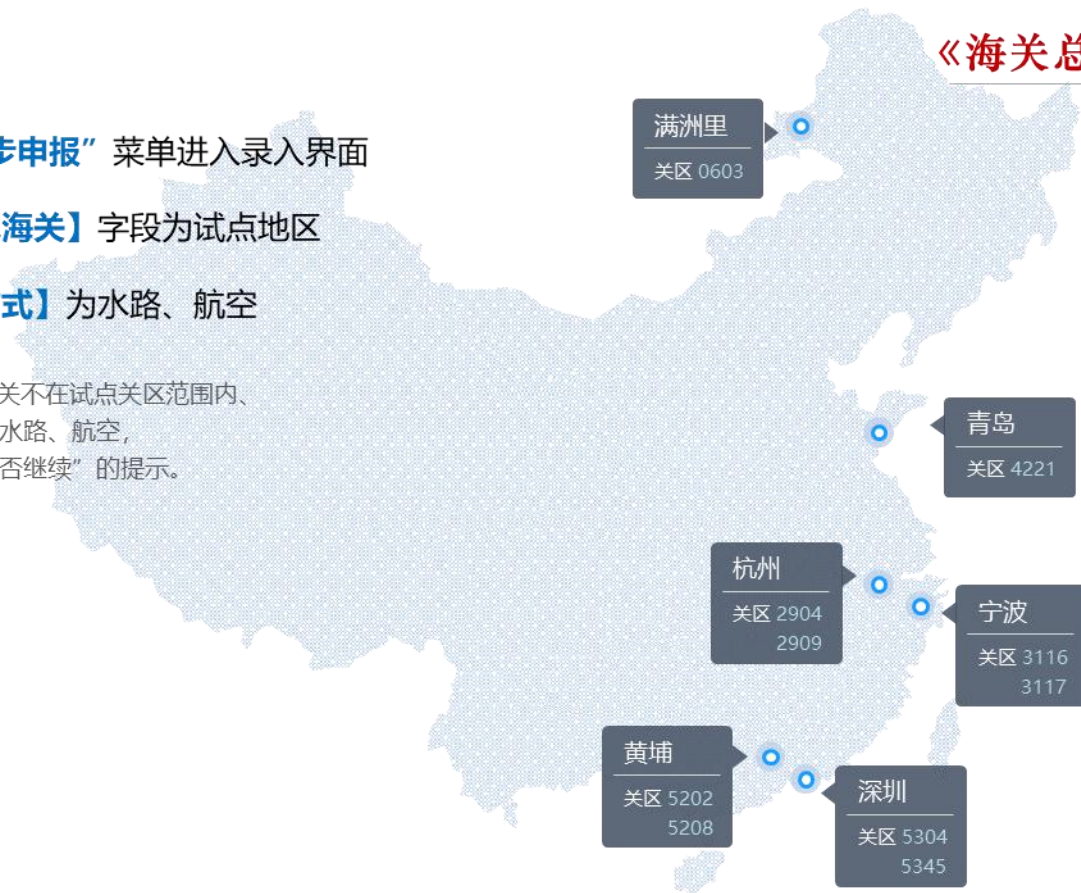 《海关总
步申报”菜单进入录入界面
海关】字段为试点地区
式】为水路、航空
关不在试点关区范围内、
水路、航空，
否继续”的提示。
满洲里
关区 0603
青岛
关区 4221
杭州
关区 2904
2909
宁波
关区 3116
3117
黄埔
关区 5202
5208
深圳
关区 5304
5345